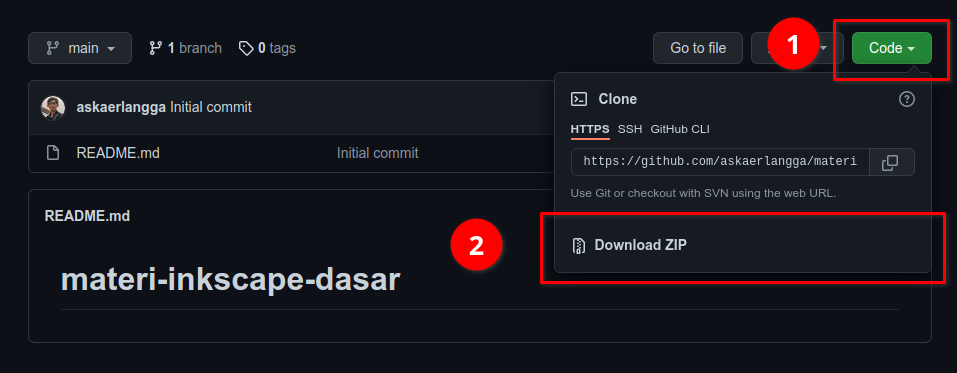 main 1 branch 0 tags Go to file 1 Code
askaerlangga Initial commit
README.md Initial commit
Clone
HTTPS SSH GitHub CLI
https://github.com/askaerlangga/materi
Use Git or checkout with SVN using the web URL.
README.md
2 Download ZIP
materi-inkscape-dasar